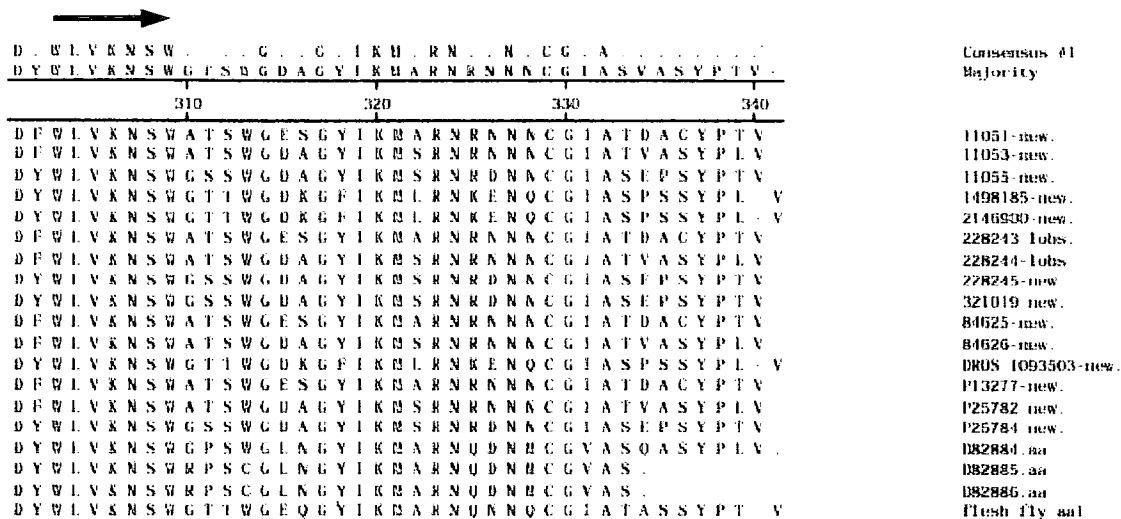 D . W L V K N S W . . . . G . . G . I K M . R N . . N . C G . A . . . . . . . . Consensus #1
D Y W L V K N S W G T S W G D A G Y I K M A R N R N N N C G I A S V A S Y P T V . Majority
310 320 330 340
D F W L V K N S W A T S W G E S G Y I K M A R N R N N N C G I A T D A C Y P T V 11051-new.
D F W L V K N S W A T S W G D A G Y I K M S R N R N N N C G I A T V A S Y P L V 11053-new.
D Y W L V K N S W G S S W G D A G Y I K M S R N R D N N C G I A S E P S Y P T V 11055-new.
D Y W L V K N S W G T T W G D K G F I K M L R N K E N Q C G I A S P S S Y P L - V 1498185-new.
D Y W L V K N S W G T T W G D K G F I K M L R N K E N Q C G I A S P S S Y P L - V 2146900-new.
D F W L V K N S W A T S W G E S G Y I K M A R N R N N N C G I A T D A C Y P T V 228243 lobs.
D F W L V K N S W A T S W G D A G Y I K M S R N R N N N C G I A T V A S Y P L V 228244-lobs
D Y W L V K N S W G S S W G D A G Y I K M S R N R D N N C G I A S E P S Y P T V 228245-new
D Y W L V K N S W G S S W G D A G Y I K M S R N R D N N C G I A S E P S Y P T V 321019-new.
D F W L V K N S W A T S W G E S G Y I K M A R N R N N N C G I A T D A C Y P T V 84625-new.
D F W L V K N S W A T S W G D A G Y I K M S R N R N N N C G I A T V A S Y P L V 84626-new.
D Y W L V K N S W G T T W G D K G F I K M L R N K E N Q C G I A S P S S Y P L - V DROS 1093503-new.
D F W L V K N S W A T S W G E S G Y I K M A R N R N N N C G I A T D A C Y P T V P13277-new.
D F W L V K N S W A T S W G D A G Y I K M S R N R N N N C G I A T V A S Y P L V P25782 new.
D Y W L V K N S W G S S W G D A G Y I K M S R N R D N N C G I A S E P S Y P T V P25784 new.
D Y W L V K N S W G P S W G L N G Y I K M A R N Q D N M C G V A S Q A S Y P L V . D82884.aa
D Y W L V K N S W R P S C G L N G Y I K M A R N Q D N M C G V A S . D82885.aa
D Y W L V K N S W R P S C G L N G Y I K M A R N Q D N M C G V A S . D82886.aa
D Y W L V K N S W G T T W G E Q G Y I K M A R N Q N N Q C G I A T A S S Y P T V flesh fly aa1